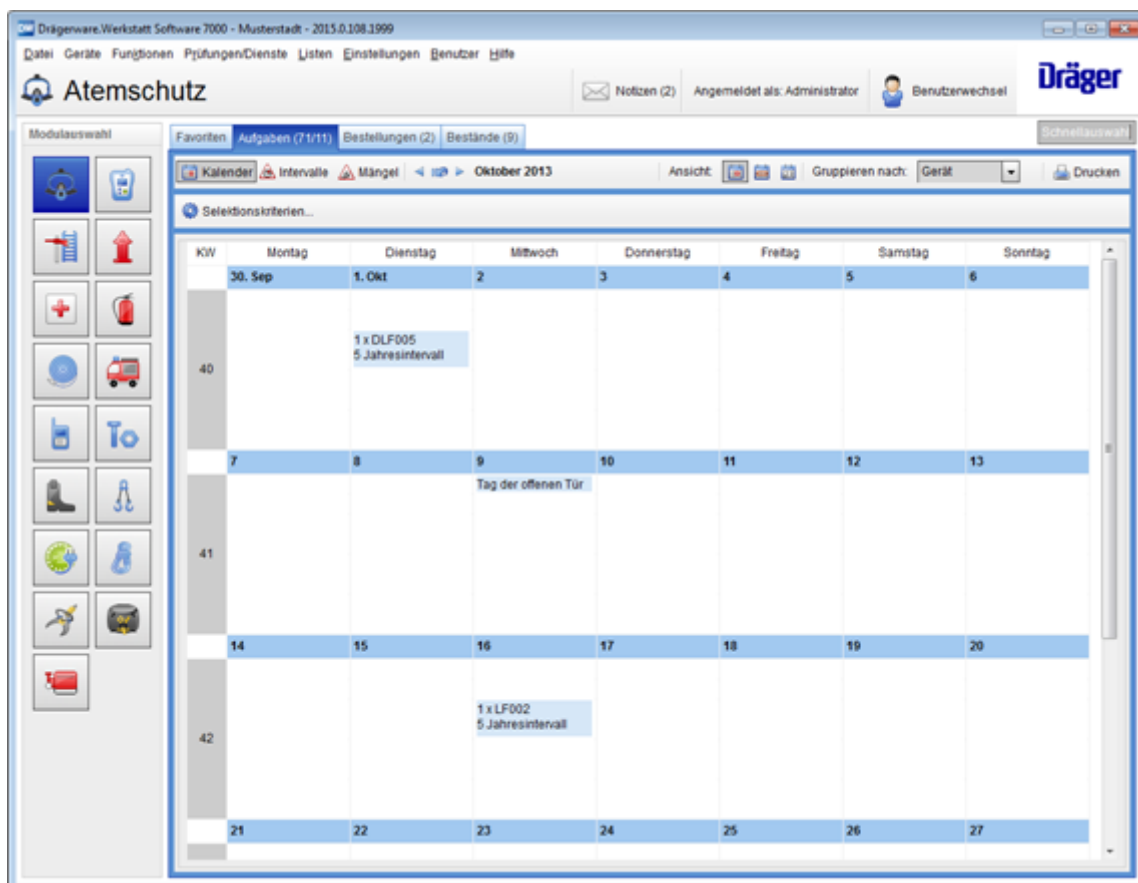 Drägerware.Werkstatt Software 7000 - Musterstadt - 2015.0.108.1999
Datei Geräte Funktionen Prüfungen/Dienste Listen Einstellungen Benutzer Hilfe
Atemschutz
Notizen (2) Angemeldet als: Administrator Benutzerwechsel
Dräger
Modulauswahl
Favoriten Aufgaben (71/11) Bestellungen (2) Bestände (9)
Schnellauswahl
Kalender Intervalle Mängel Oktober 2013 Ansicht: Gruppieren nach: Gerät Drucken
Selektionskriterien...
KW Montag Dienstag Mittwoch Donnerstag Freitag Samstag Sonntag
30. Sep 1. Okt 2 3 4 5 6
40
1 x DLF005
5 Jahresintervall
7 8 9 10 11 12 13
41
Tag der offenen Tür
14 15 16 17 18 19 20
42
1 x LF002
5 Jahresintervall
21 22 23 24 25 26 27